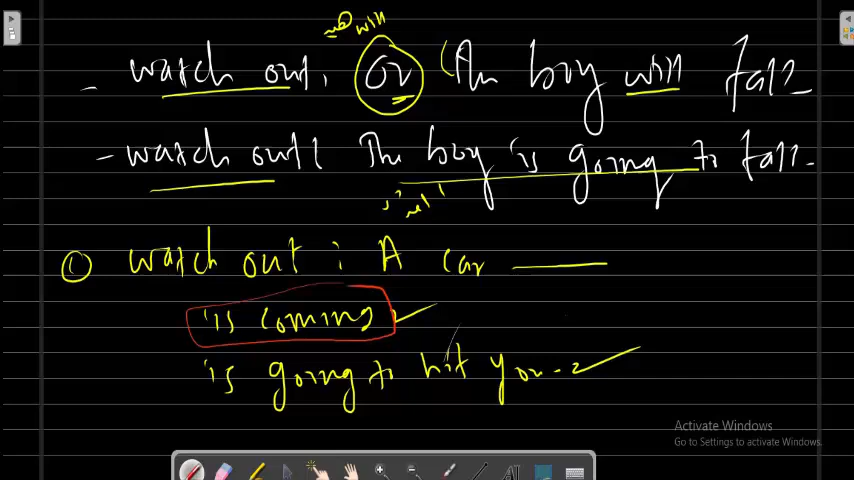 will
- watch out, Or (The boy will fall
- watch out! The boy is going to fall.
① watch out : A car ———
is coming ✓
is going to hit you. ✓
Activate Windows
Go to Settings to activate Windows.